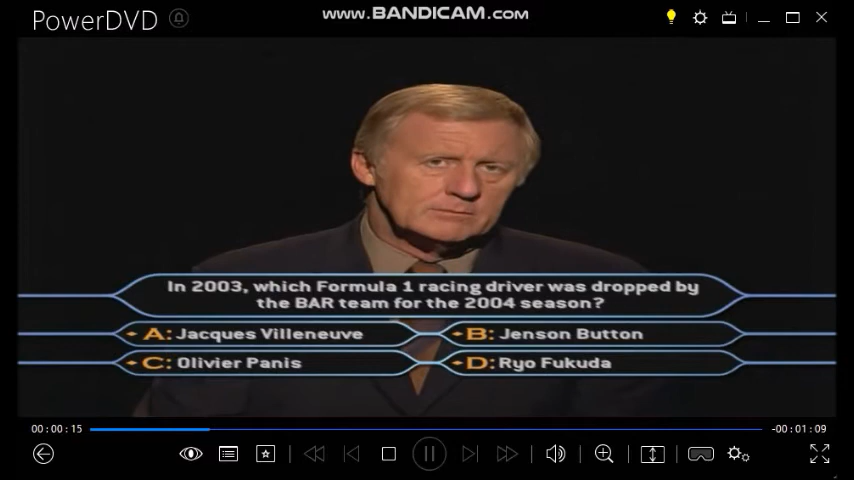 PowerDVD
www.BANDICAM.com
In 2003, which Formula 1 racing driver was dropped by
the BAR team for the 2004 season?
A: Jacques Villeneuve
B: Jenson Button
C: Olivier Panis
D: Ryo Fukuda
00:00:15
-00:01:09